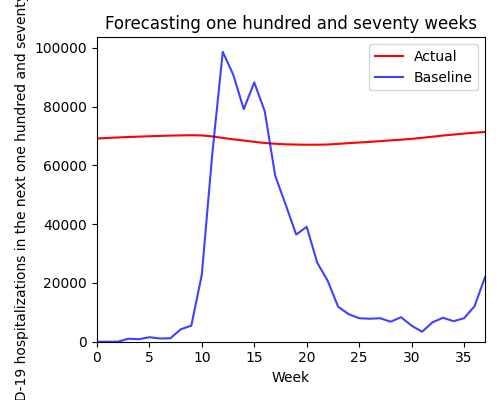 Forecasting one hundred and seventy weeks
Actual
Baseline
D-19 hospitalizations in the next one hundred and seventy
100000
80000
60000
40000
20000
0
0 5 10 15 20 25 30 35
Week